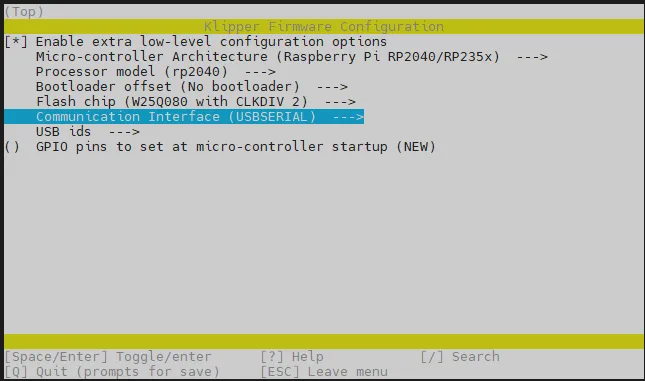 (Top)
Klipper Firmware Configuration
[*] Enable extra low-level configuration options
Micro-controller Architecture (Raspberry Pi RP2040/RP235x)  --->
Processor model (rp2040)  --->
Bootloader offset (No bootloader)  --->
Flash chip (W25Q080 with CLKDIV 2)  --->
Communication Interface (USBSERIAL)  --->
USB ids  --->
()  GPIO pins to set at micro-controller startup (NEW)
[Space/Enter] Toggle/enter [?] Help [/] Search
[Q] Quit (prompts for save) [ESC] Leave menu